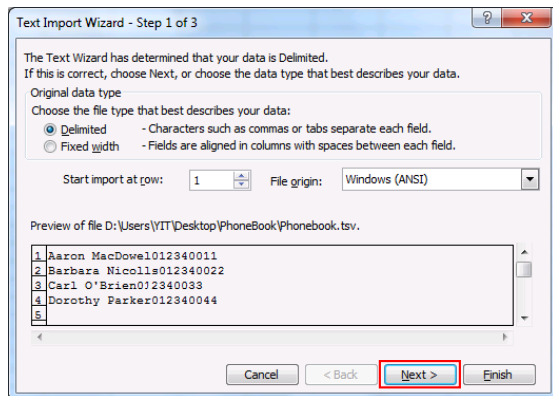 Text Import Wizard - Step 1 of 3
The Text Wizard has determined that your data is Delimited.
If this is correct, choose Next, or choose the data type that best describes your data.
Original data type
Choose the file type that best describes your data:
Delimited - Characters such as commas or tabs separate each field.
Fixed width - Fields are aligned in columns with spaces between each field.
Start import at row: 1 File origin: Windows (ANSI)
Preview of file D:\Users\YIT\Desktop\PhoneBook\Phonebook.tsv.
1 Aaron MacDowel012340011
2 Barbara Nicolls012340022
3 Carl O'Brien012340033
4 Dorothy Parker012340044
5
Cancel < Back Next > Finish